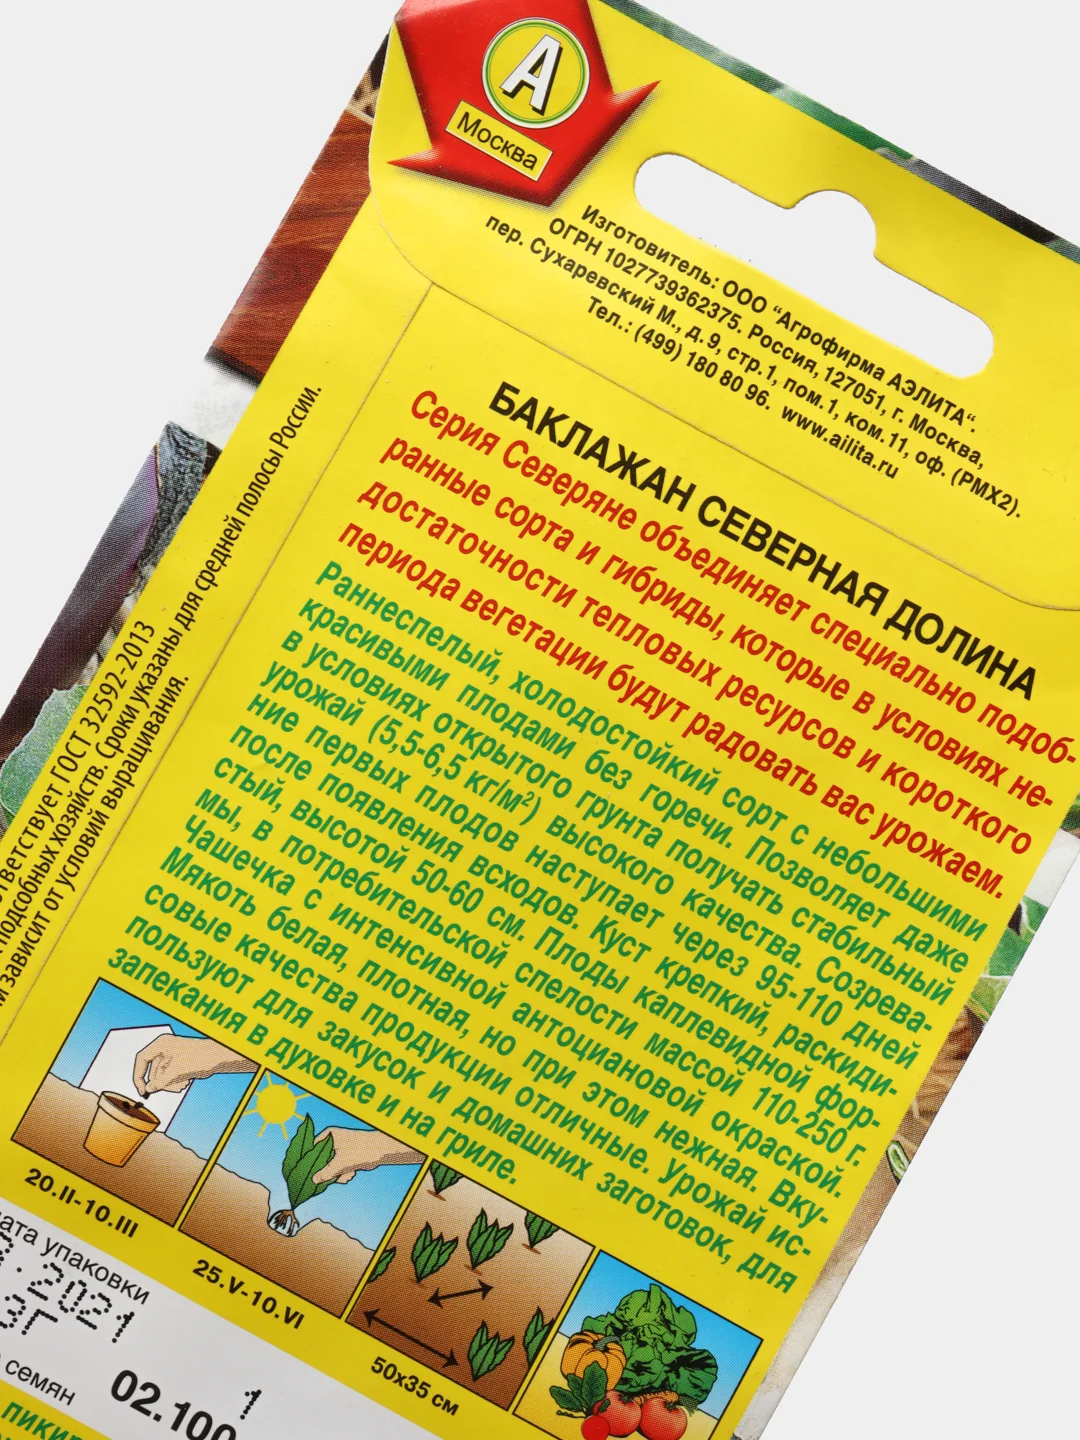 А
Москва
Изготовитель: ООО “Агрофирма АЭЛИТА“.
ОГРН 1027739362375. Россия, 127051, г. Москва,
пер. Сухаревский М., д. 9, стр. 1, пом. 1, ком. 11, оф. (РМХ2).
Тел.: (499) 180 80 96. www.ailita.ru
БАКЛАЖАН СЕВЕРНАЯ ДОЛИНА
Серия Северяне объединяет специально подоб-
ранные сорта и гибриды, которые в условиях не-
достаточности тепловых ресурсов и короткого
периода вегетации будут радовать вас урожаем.
Раннеспелый, холодостойкий сорт с небольшими
красивыми плодами без горечи. Позволяет даже
в условиях открытого грунта получать стабильный
урожай (5,5-6,5 кг/м²) высокого качества. Созрева-
ние первых плодов наступает через 95-110 дней
после появления всходов. Куст крепкий, раскиди-
стый, высотой 50-60 см. Плоды каплевидной фор-
мы, в потребительской спелости массой 110-250 г.
Чашечка с интенсивной антоциановой окраской.
Мякоть белая, плотная, но при этом нежная. Вку-
совые качества продукции отличные. Урожай ис-
пользуют для закусок и домашних заготовок, для
запекания в духовке и на гриле.
ГОСТ 32592-2013
подсобных хозяйств. Сроки указаны для средней полосы России.
зависит от условий выращивания.
20.II-10.III
25.V-10.VI
50х35 см
упаковки
.2021
семян
02.100
1